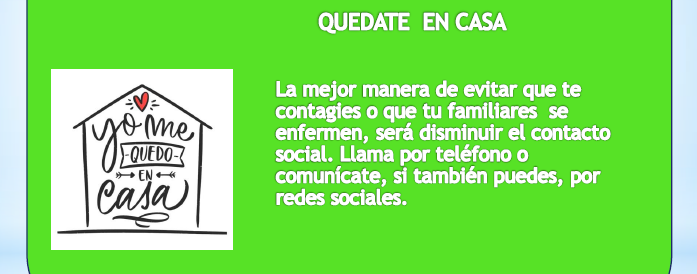 QUEDATE EN CASA
yo me
QUEDO
EN
casa
La mejor manera de evitar que te
contagies o que tu familiares se
enfermen, será disminuir el contacto
social. Llama por teléfono o
comunícate, si también puedes, por
redes sociales.